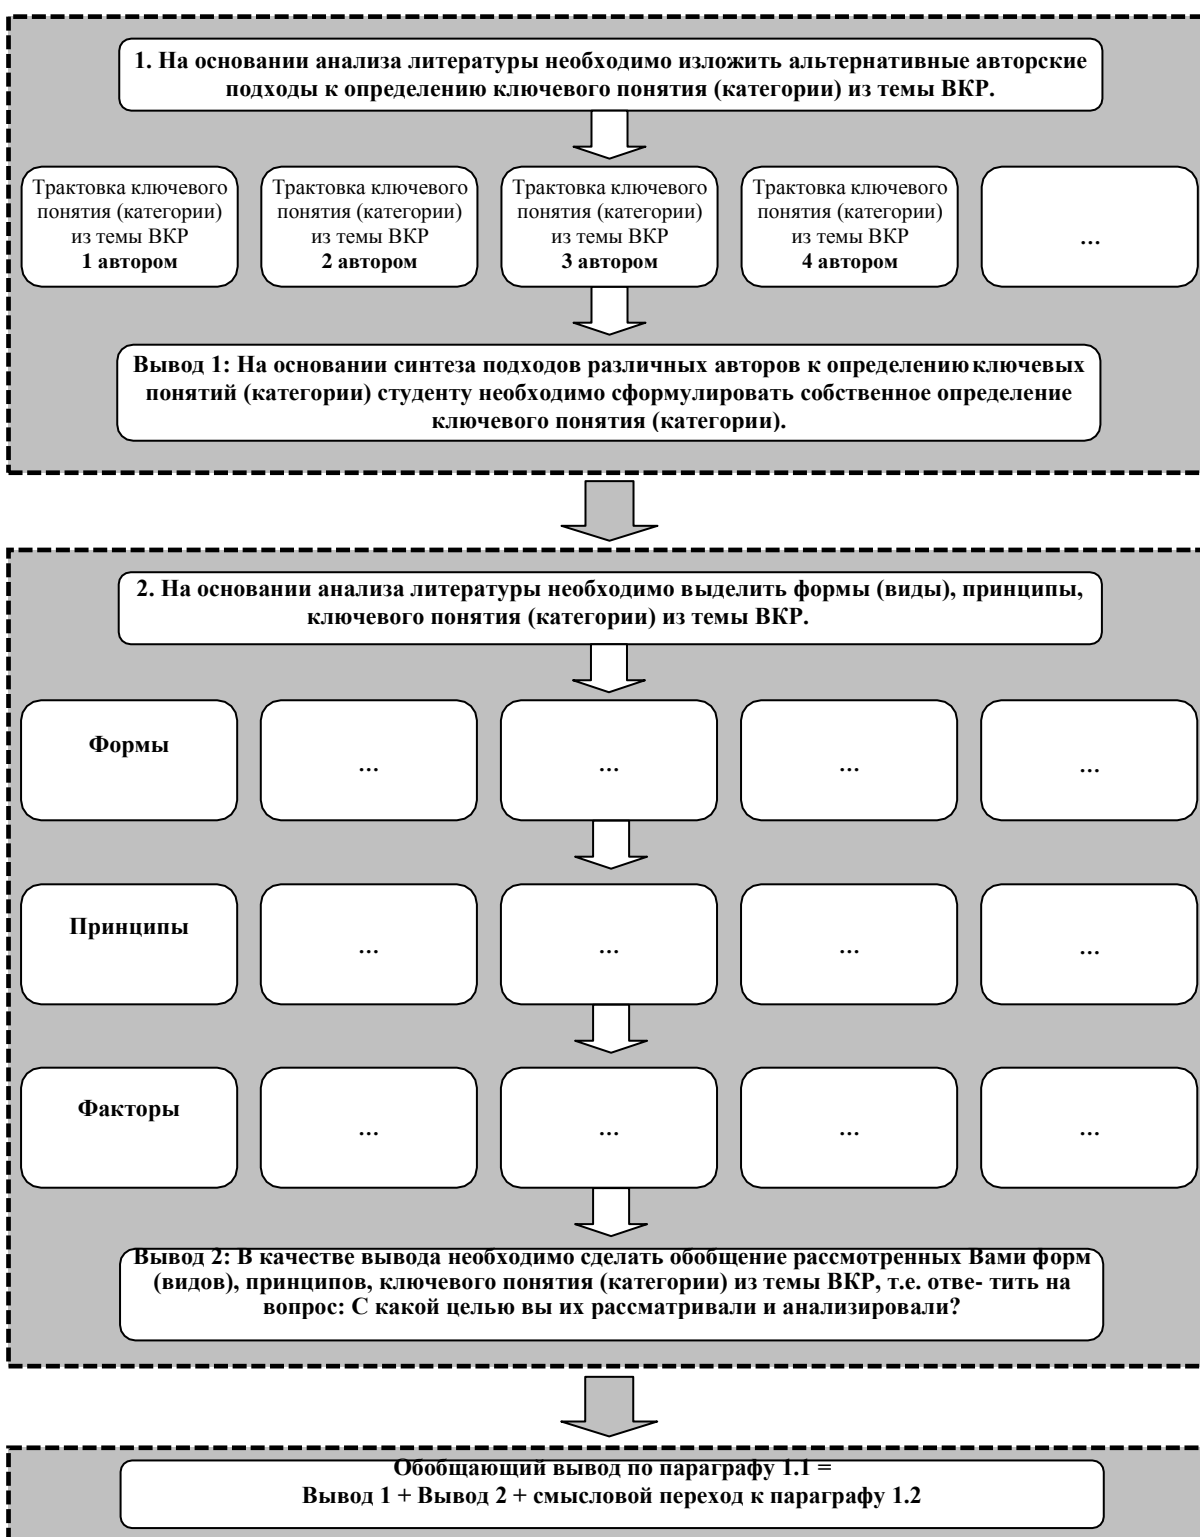 1. На основании анализа литературы необходимо изложить альтернативные авторские
подходы к определению ключевого понятия (категории) из темы ВКР.
Трактовка ключевого
понятия (категории)
из темы ВКР
1 автором
Трактовка ключевого
понятия (категории)
из темы ВКР
2 автором
Трактовка ключевого
понятия (категории)
из темы ВКР
3 автором
Трактовка ключевого
понятия (категории)
из темы ВКР
4 автором
...
Вывод 1: На основании синтеза подходов различных авторов к определению ключевых
понятий (категории) студенту необходимо сформулировать собственное определение
ключевого понятия (категории).
2. На основании анализа литературы необходимо выделить формы (виды), принципы,
ключевого понятия (категории) из темы ВКР.
Формы
...
...
...
...
Принципы
...
...
...
...
Факторы
...
...
...
...
Вывод 2: В качестве вывода необходимо сделать обобщение рассмотренных Вами форм
(видов), принципов, ключевого понятия (категории) из темы ВКР, т.е. отве- тить на
вопрос: С какой целью вы их рассматривали и анализировали?
Обобщающий вывод по параграфу 1.1 =
Вывод 1 + Вывод 2 + смысловой переход к параграфу 1.2